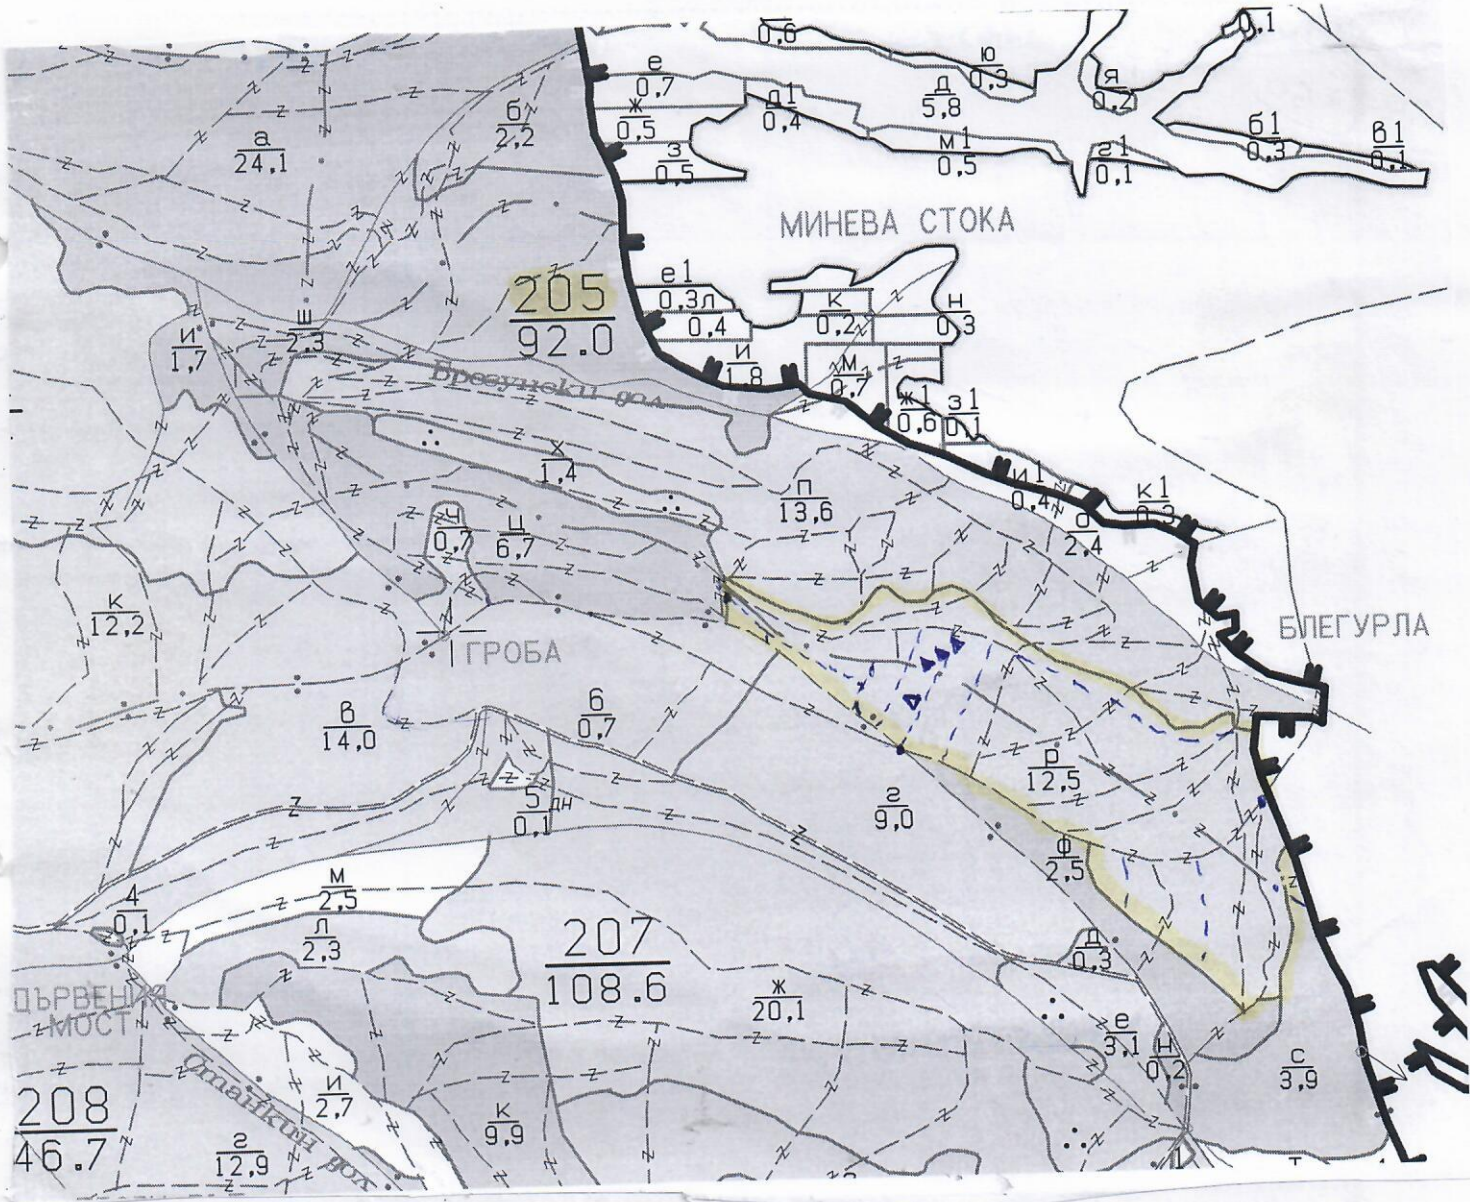 0,6
ю
0,3
д
5,8
я
0,2
0,1
е
0,7
ж
0,5
з
0,5
д1
0,4
м1
0,5
г1
0,1
б1
0,3
в1
0,1
а
24,1
б
2,2
МИНЕВА СТОКА
205
92.0
е1
0,3
л
0,4
к
0,2
н
0,3
и
1,8
м
0,7
ж1
0,6
з1
0,1
и1
0,4
к1
0,3
2,4
и
1,7
ш
2,3
дол
х
1,4
п
13,6
ч
0,7
ц
6,7
к
12,2
ГРОБА
БЛЕГУРЛА
в
14,0
6
0,7
5
0,1
дн
г
9,0
р
12,5
ф
2,5
4
0,1
м
2,5
л
2,3
207
108.6
ж
20,1
д
0,3
е
3,1
н
0,2
с
3,9
ДЪРВЕНИЯ
МОСТ
Станкин дол
и
2,7
к
9,9
208
46.7
г
12,9
1